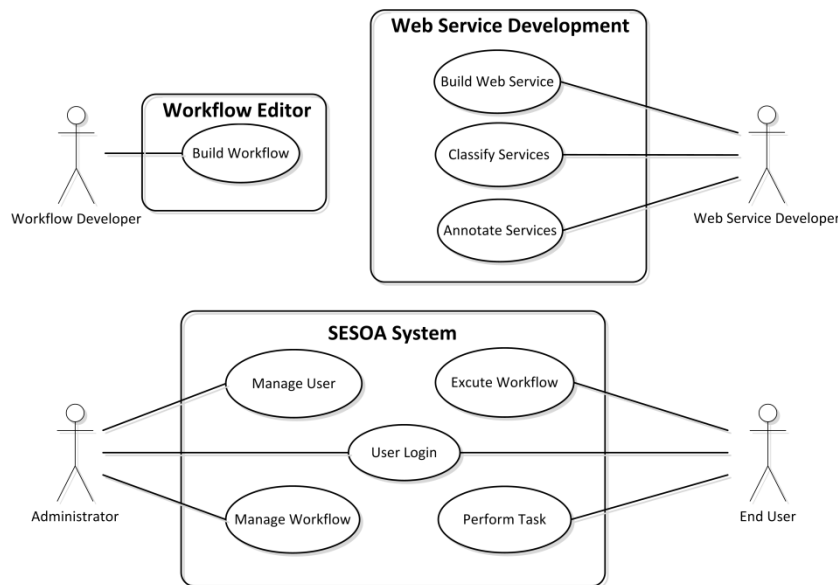 Web Service Development
Build Web Service
Workflow Editor
Build Workflow
Classify Services
Annotate Services
Workflow Developer
Web Service Developer
SESOA System
Manage User
Excute Workflow
User Login
Manage Workflow
Perform Task
Administrator
End User